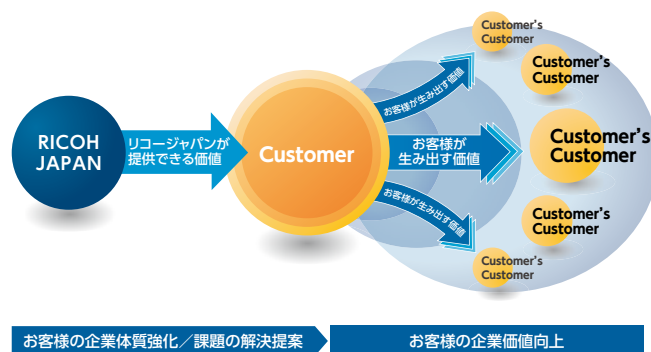 RICOH
JAPAN
リコージャパンが
提供できる価値
Customer
お客様が生み出す価値
お客様が
生み出す価値
お客様が生み出す価値
Customer's
Customer
Customer's
Customer
Customer's
Customer
Customer's
Customer
Customer's
Customer
お客様の企業体質強化／課題の解決提案
お客様の企業価値向上